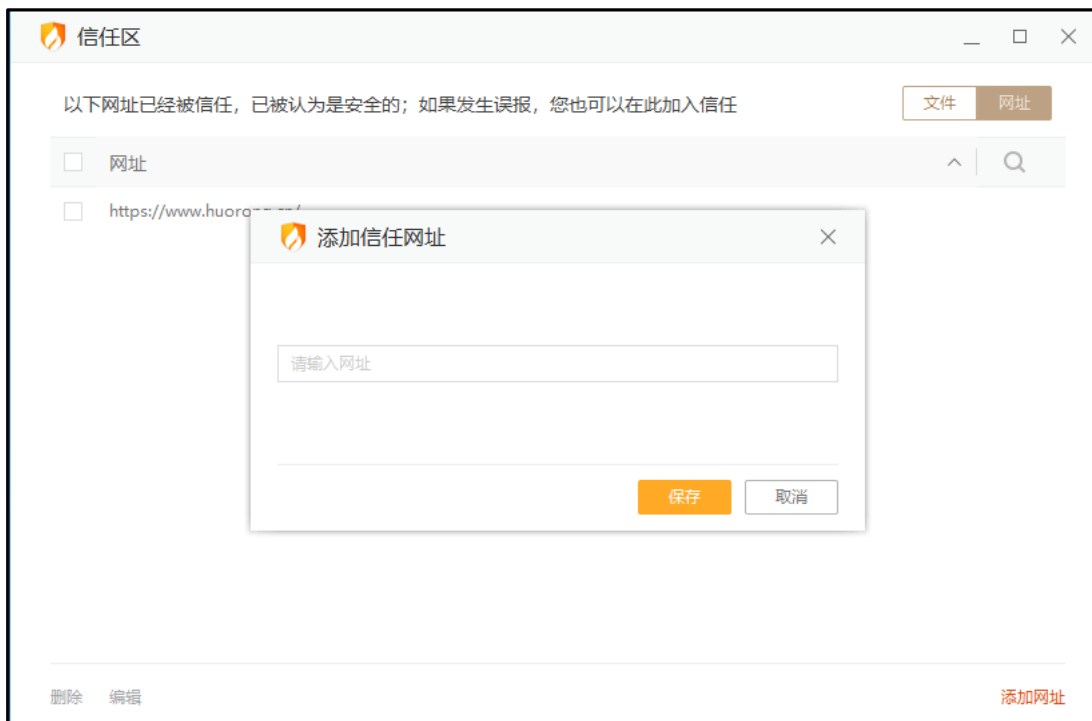 信任区
以下网址已经被信任，已被认为是安全的；如果发生误报，您也可以在此加入信任
文件 网址
网址
https://www.huorong.cn/
添加信任网址
请输入网址
保存 取消
删除 编辑 添加网址